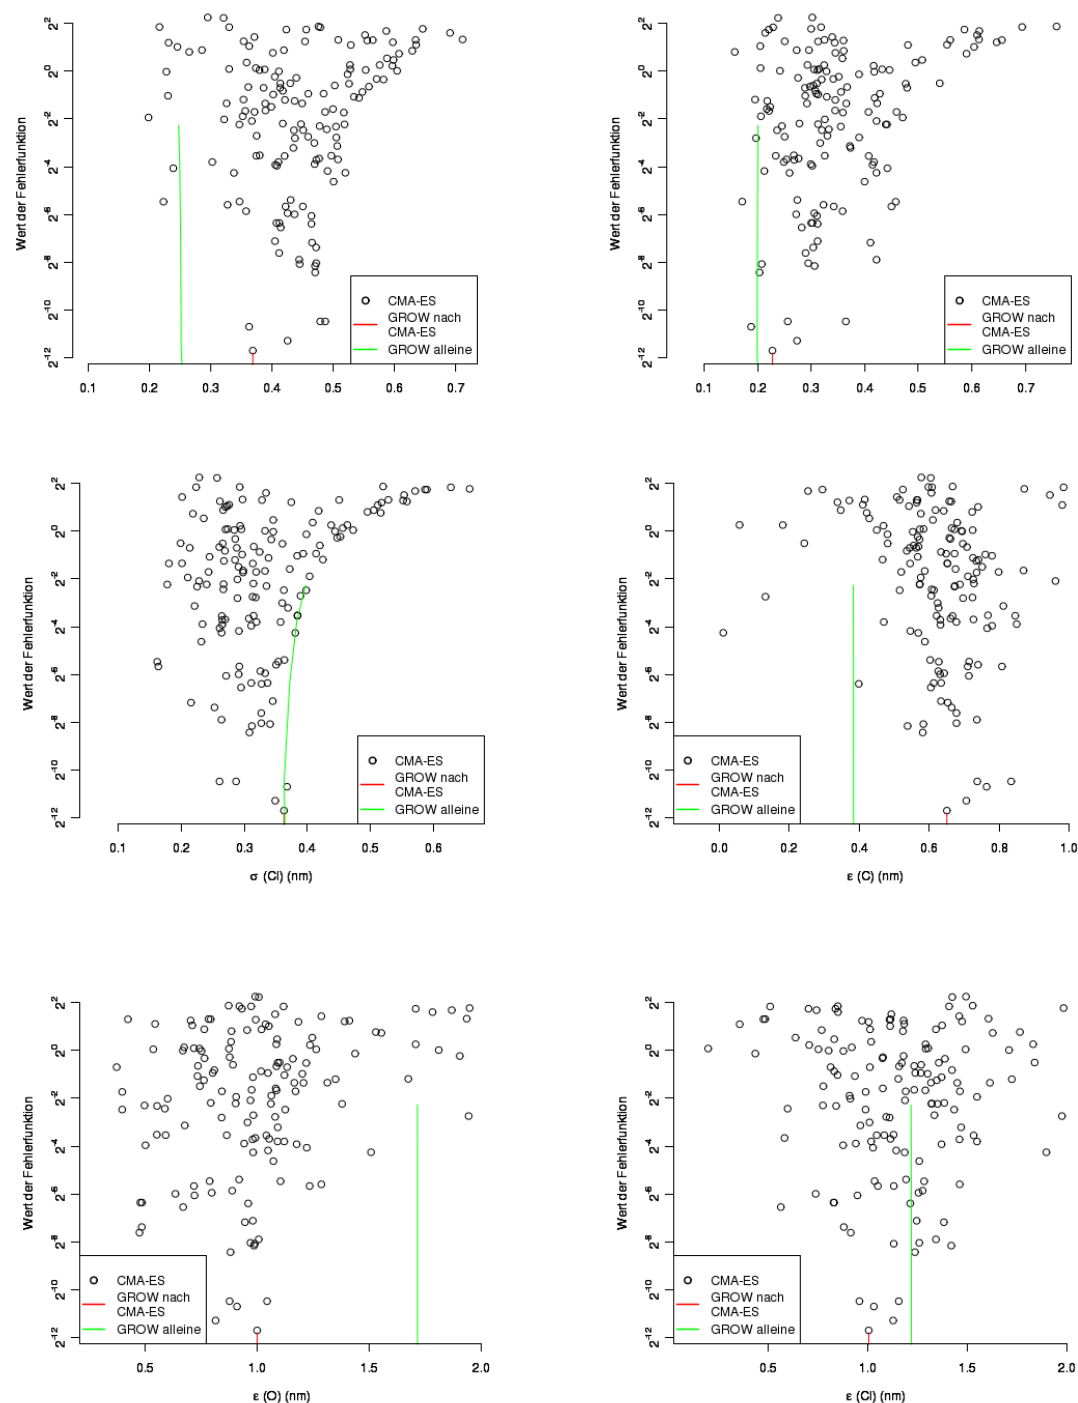 2^2
2^0
2^-2
2^-4
2^-6
2^-8
2^-10
2^-12
Wert der Fehlerfunktion
CMA-ES
GROW nach
CMA-ES
GROW alleine
0.1 0.2 0.3 0.4 0.5 0.6 0.7
2^2
2^0
2^-2
2^-4
2^-6
2^-8
2^-10
2^-12
Wert der Fehlerfunktion
CMA-ES
GROW nach
CMA-ES
GROW alleine
0.1 0.2 0.3 0.4 0.5 0.6 0.7
2^2
2^0
2^-2
2^-4
2^-6
2^-8
2^-10
2^-12
Wert der Fehlerfunktion
CMA-ES
GROW nach
CMA-ES
GROW alleine
0.1 0.2 0.3 0.4 0.5 0.6
σ (Cl) (nm)
2^2
2^0
2^-2
2^-4
2^-6
2^-8
2^-10
2^-12
Wert der Fehlerfunktion
CMA-ES
GROW nach
CMA-ES
GROW alleine
0.0 0.2 0.4 0.6 0.8 1.0
ε (C) (nm)
2^2
2^0
2^-2
2^-4
2^-6
2^-8
2^-10
2^-12
Wert der Fehlerfunktion
CMA-ES
GROW nach
CMA-ES
GROW alleine
0.5 1.0 1.5 2.0
ε (O) (nm)
2^2
2^0
2^-2
2^-4
2^-6
2^-8
2^-10
2^-12
Wert der Fehlerfunktion
CMA-ES
GROW nach
CMA-ES
GROW alleine
0.5 1.0 1.5 2.0
ε (Cl) (nm)